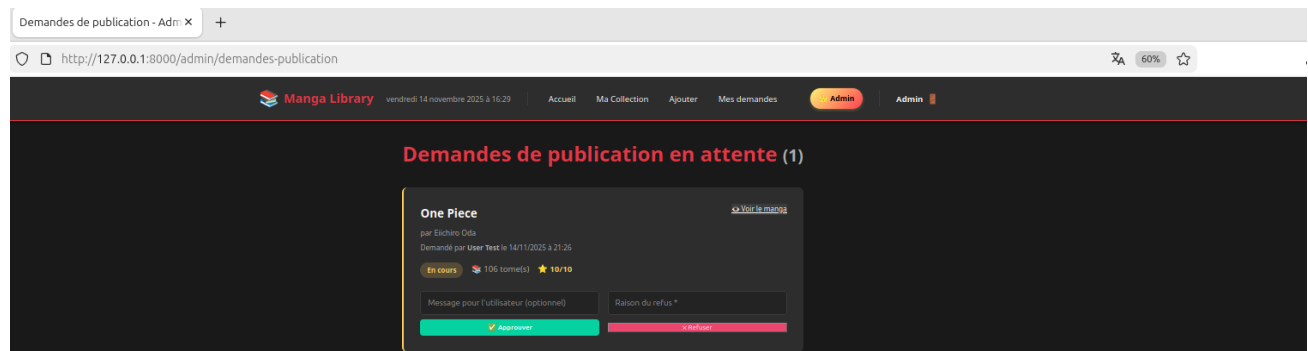 Demandes de publication - Adm ×
+
http://127.0.0.1:8000/admin/demandes-publication
60%
Manga Library vendredi 14 novembre 2025 à 16:29 Accueil Ma Collection Ajouter Mes demandes Admin Admin
Demandes de publication en attente (1)
One Piece
Voir le manga
par Eiichiro Oda
Demandé par User Test le 14/11/2025 à 21:26
En cours 106 tome(s) 10/10
Message pour l'utilisateur (optionnel) Raison du refus *
Approuver x Refuser